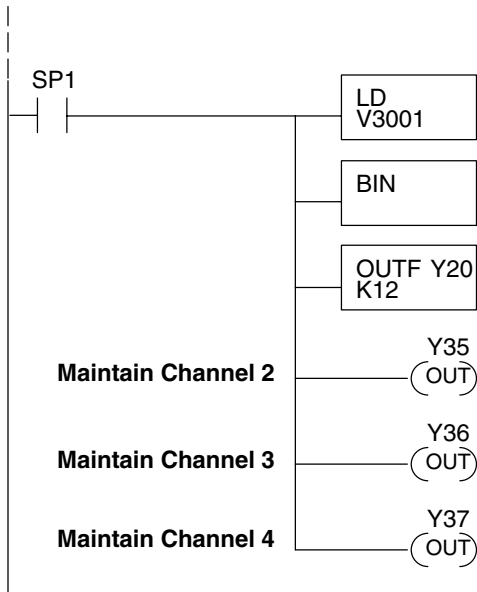 SP1
LD
V3001
BIN
OUTF Y20
K12
Y35
Maintain Channel 2
OUT
Y36
Maintain Channel 3
OUT
Y37
Maintain Channel 4
OUT